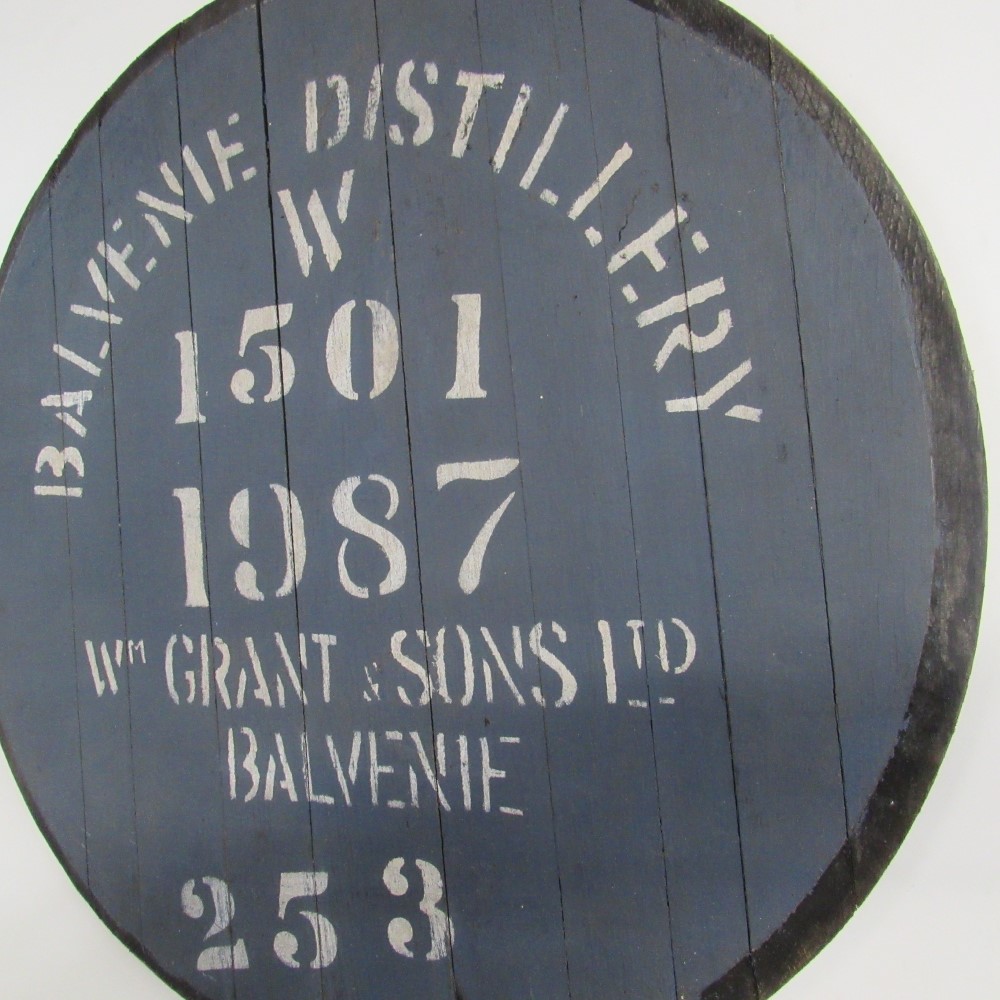 BALVENIE DISTILLERY
W
1501
1987
Wᴹ GRANT & SONS LTD
BALVENIE
253